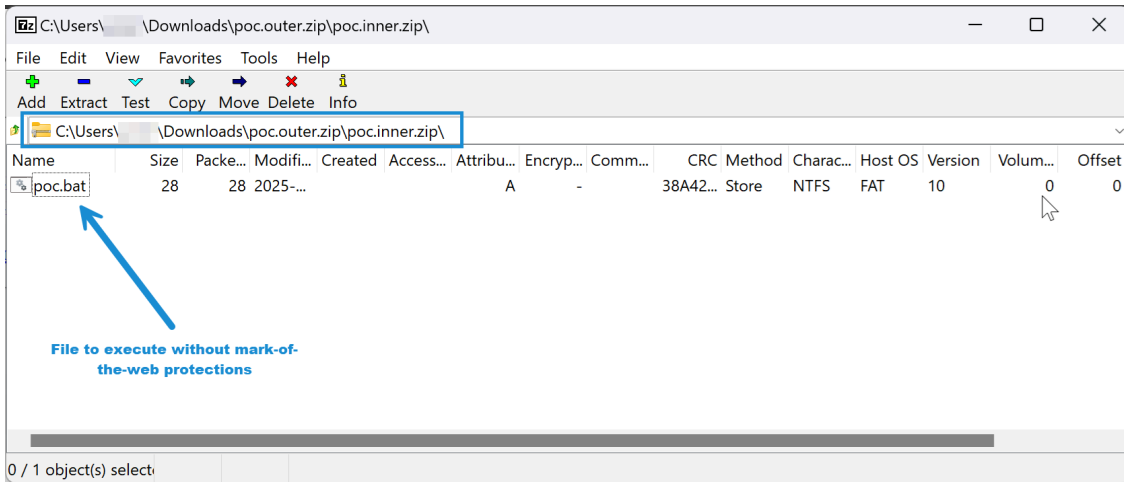 7z C:\Users\ \Downloads\poc.outer.zip\poc.inner.zip\
File Edit View Favorites Tools Help
Add Extract Test Copy Move Delete Info
C:\Users\ \Downloads\poc.outer.zip\poc.inner.zip\
Name Size Packe... Modifi... Created Access... Attribu... Encryp... Comm... CRC Method Charac... Host OS Version Volum... Offset
poc.bat 28 28 2025-... A - 38A42... Store NTFS FAT 10 0 0
File to execute without mark-of-
the-web protections
0 / 1 object(s) selecte